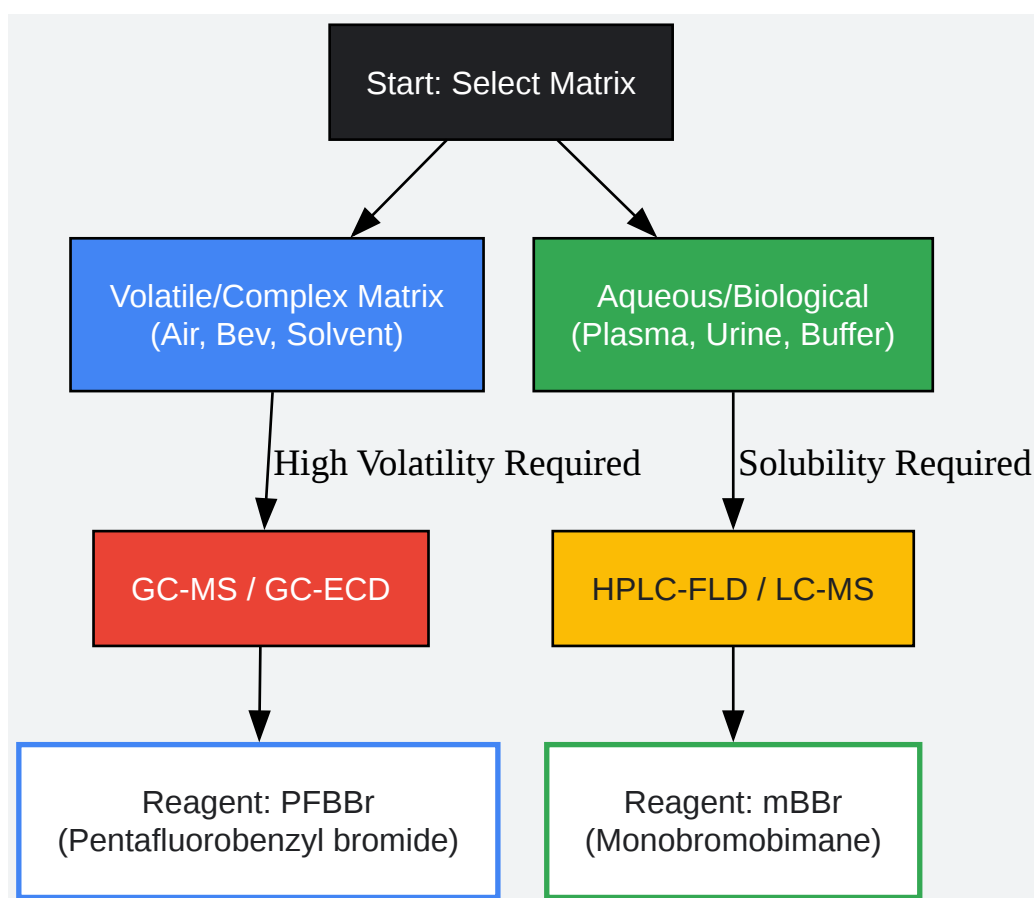 Start: Select Matrix
Volatile/Complex Matrix
(Air, Bev, Solvent)
Aqueous/Biological
(Plasma, Urine, Buffer)
High Volatility Required
Solubility Required
GC-MS / GC-ECD
HPLC-FLD / LC-MS
Reagent: PFBBr
(Pentafluorobenzyl bromide)
Reagent: mBBr
(Monobromobimane)